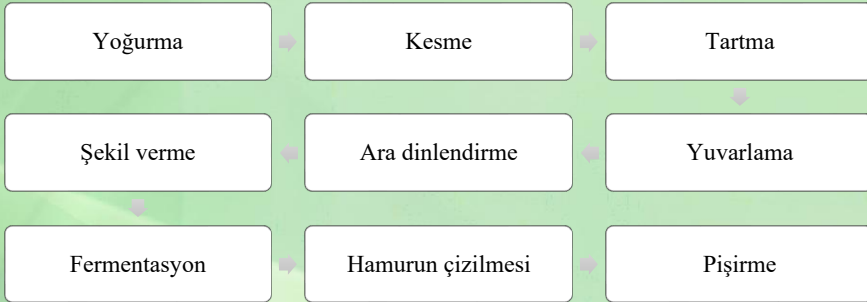 Yoğurma
Kesme
Tartma
Yuvarlama
Ara dinlendirme
Şekil verme
Fermentasyon
Hamurun çizilmesi
Pişirme